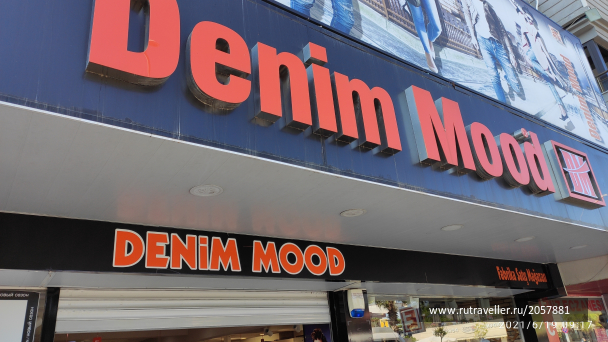 Denim Mood
DENiM MOOD
Fabrika Satış Mağazası
www.rutraveller.ru/2057881
2021/6/19 09:17